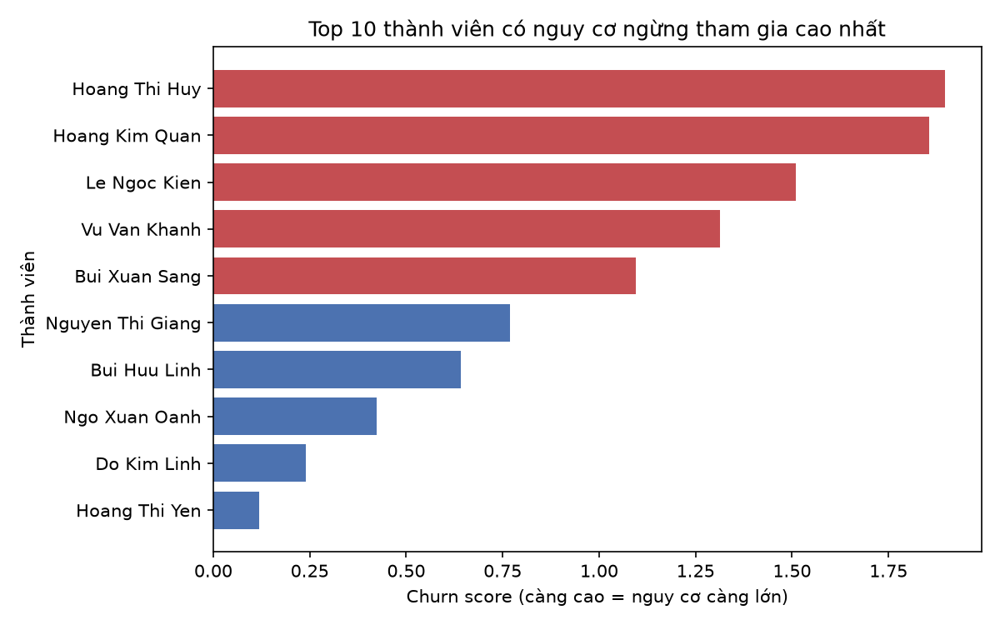 Top 10 thành viên có nguy cơ ngừng tham gia cao nhất
Thành viên
Hoang Thi Huy
Hoang Kim Quan
Le Ngoc Kien
Vu Van Khanh
Bui Xuan Sang
Nguyen Thi Giang
Bui Huu Linh
Ngo Xuan Oanh
Do Kim Linh
Hoang Thi Yen
0.00 0.25 0.50 0.75 1.00 1.25 1.50 1.75
Churn score (càng cao = nguy cơ càng lớn)